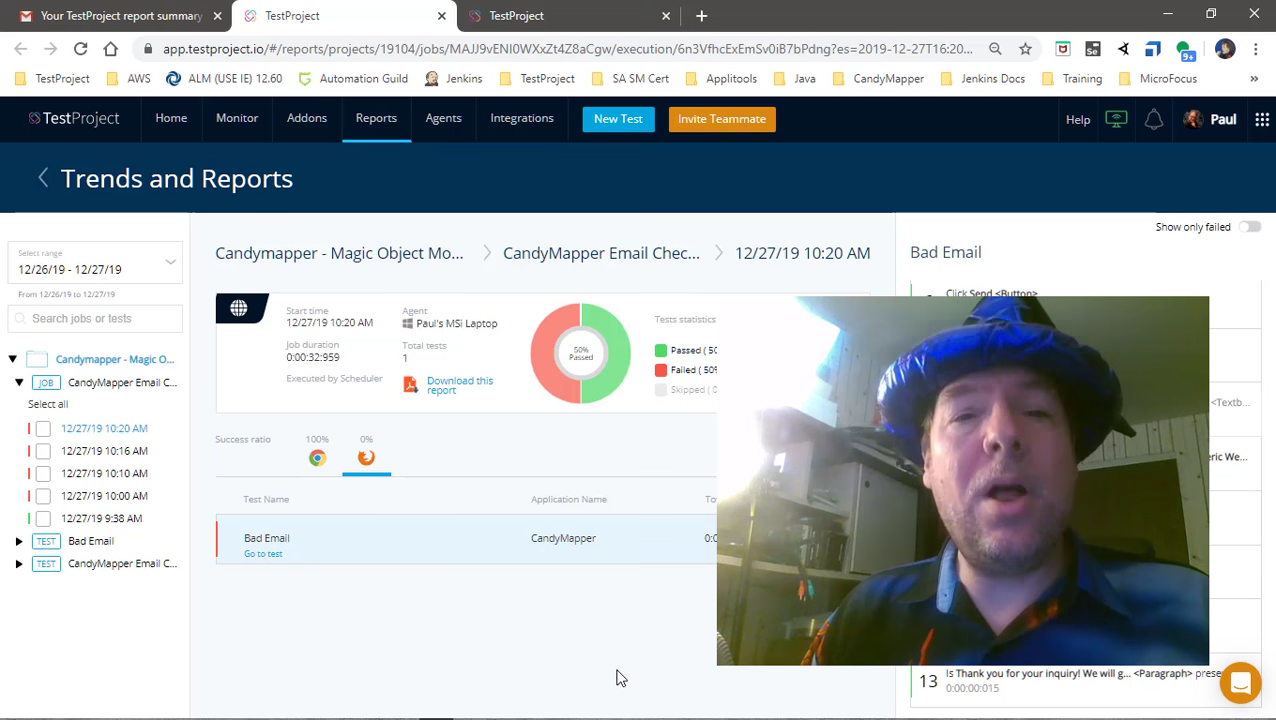 Your TestProject report summary
TestProject
TestProject
app.testproject.io/#/reports/projects/19104/jobs/MAJJ9vENI0WXxZt4Z8aCgw/execution/6n3VfhcExEmSv0iB7bPdng?es=2019-12-27T16:20...
9+
TestProject
AWS
ALM (USE IE) 12.60
Automation Guild
Jenkins
TestProject
SA SM Cert
Applitools
Java
CandyMapper
Jenkins Docs
Training
MicroFocus
»
TestProject
Home
Monitor
Addons
Reports
Agents
Integrations
New Test
Invite Teammate
Help
Paul
Trends and Reports
Select range
12/26/19 - 12/27/19
From 12/26/19 to 12/27/19
Search jobs or tests
Candymapper - Magic O...
JOB CandyMapper Email C...
Select all
12/27/19 10:20 AM
12/27/19 10:16 AM
12/27/19 10:10 AM
12/27/19 10:00 AM
12/27/19 9:38 AM
TEST Bad Email
TEST CandyMapper Email C...
Candymapper - Magic Object Mo...
CandyMapper Email Chec...
12/27/19 10:20 AM
Start time
12/27/19 10:20 AM
Job duration
0:00:32:959
Executed by Scheduler
Agent
Paul's MSi Laptop
Total tests
1
Download this
report
50%
Passed
Tests statistics
Passed ( 50
Failed ( 50%
Skipped (
Success ratio
100%
0%
Test Name
Application Name
Bad Email
Go to test
CandyMapper
Show only failed
Bad Email
Click Send <Button>
<Textb...
eric We...
13
Is Thank you for your inquiry! We will g... <Paragraph> prese
0:00:00:015